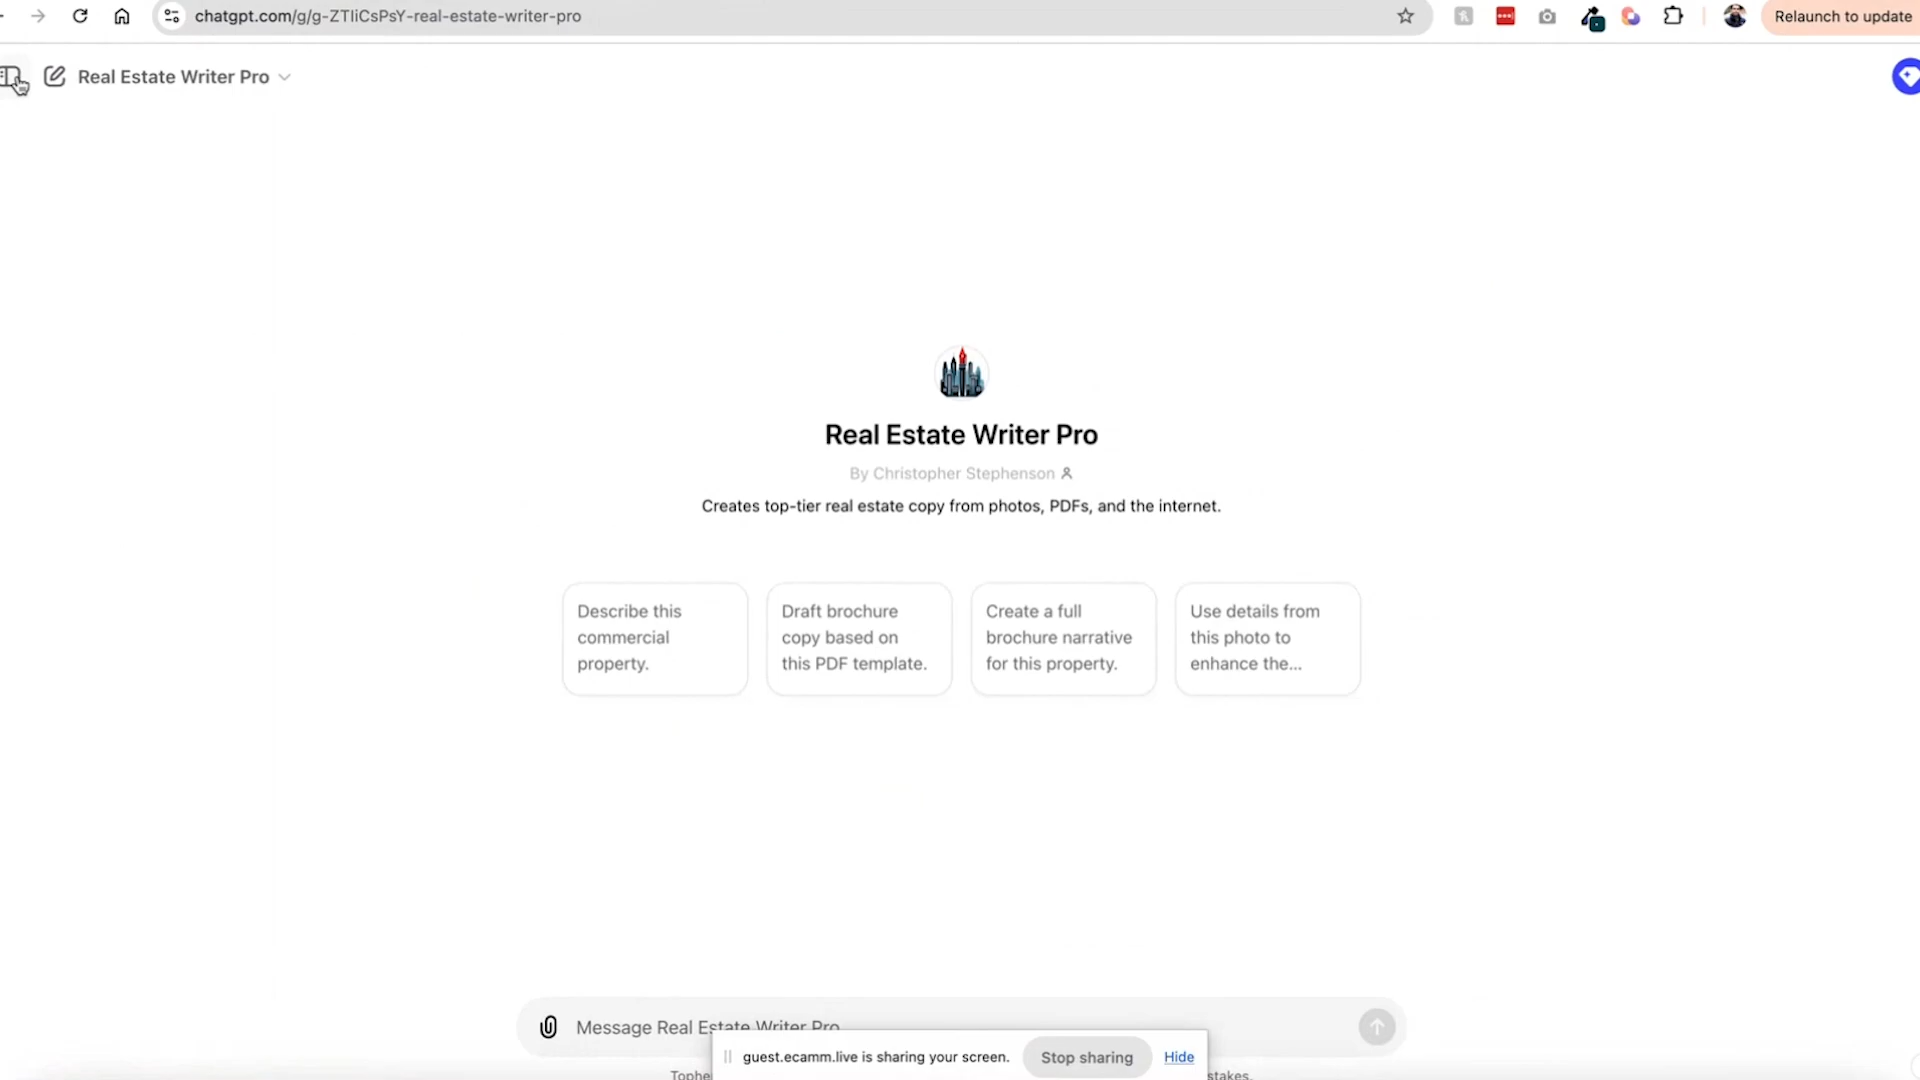 chatgpt.com/g/g-ZTIiCsPsY-real-estate-writer-pro
Relaunch to update
Real Estate Writer Pro
Real Estate Writer Pro
By Christopher Stephenson
Creates top-tier real estate copy from photos, PDFs, and the internet.
Describe this
commercial
property.
Draft brochure
copy based on
this PDF template.
Create a full
brochure narrative
for this property.
Use details from
this photo to
enhance the...
Message Real Estate Writer Pro
guest.ecamm.live is sharing your screen.
Stop sharing
Hide